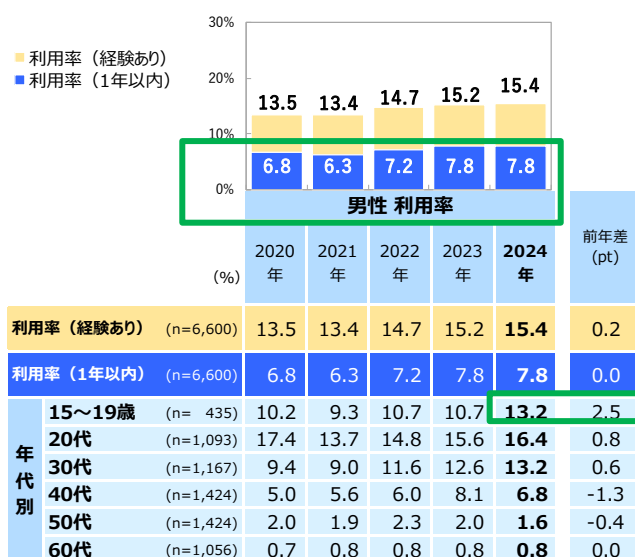 30%
利用率（経験あり）
利用率（1年以内）
20%
13.5 13.4 14.7 15.2 15.4
10%
6.8 6.3 7.2 7.8 7.8
0%
男性 利用率
(%) 2020年 2021年 2022年 2023年 2024年 前年差(pt)
利用率（経験あり） (n=6,600) 13.5 13.4 14.7 15.2 15.4 0.2
利用率（1年以内） (n=6,600) 6.8 6.3 7.2 7.8 7.8 0.0
年代別
15～19歳 (n= 435) 10.2 9.3 10.7 10.7 13.2 2.5
20代 (n=1,093) 17.4 13.7 14.8 15.6 16.4 0.8
30代 (n=1,167) 9.4 9.0 11.6 12.6 13.2 0.6
40代 (n=1,424) 5.0 5.6 6.0 8.1 6.8 -1.3
50代 (n=1,424) 2.0 1.9 2.3 2.0 1.6 -0.4
60代 (n=1,056) 0.7 0.8 0.8 0.8 0.8 0.0